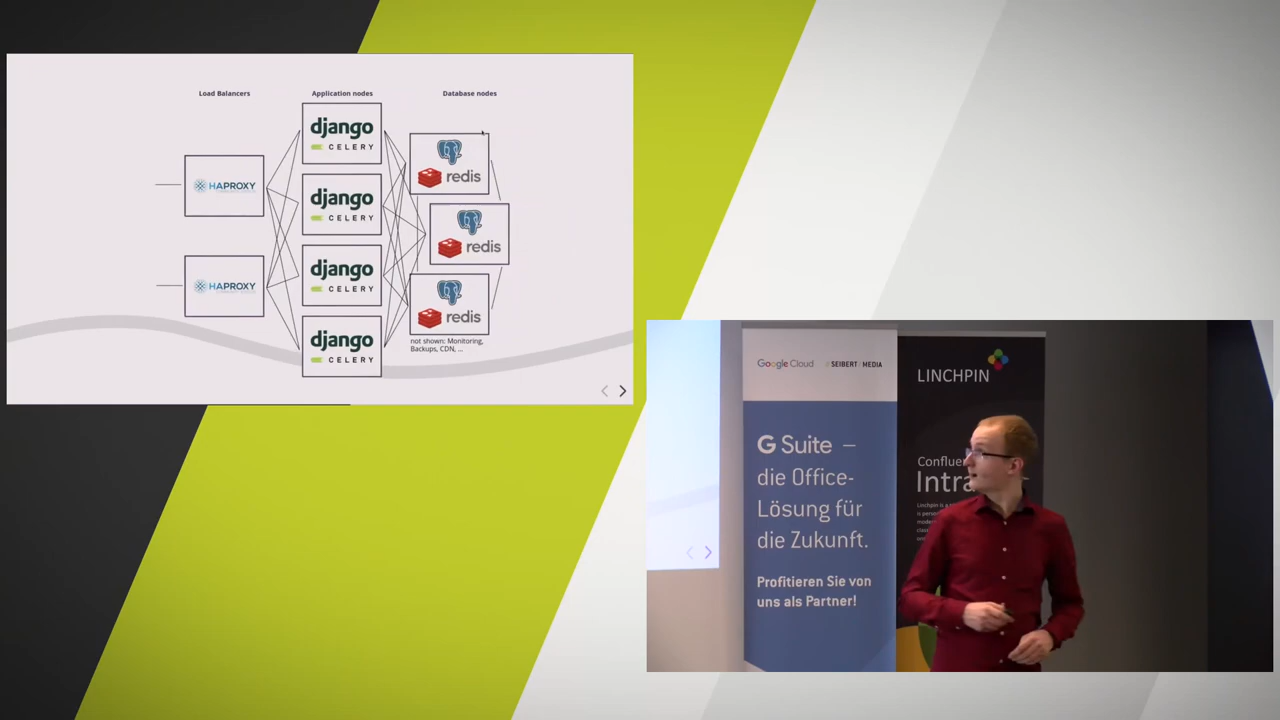 Load Balancers
Application nodes
Database nodes
django
CELERY
redis
HAPROXY
django
CELERY
redis
HAPROXY
django
CELERY
redis
django
CELERY
not shown: Monitoring,
Backups, CDN, ...
Google Cloud
SEIBERT MEDIA
G Suite –
die Office-
Lösung für
die Zukunft.
Profitieren Sie von
uns als Partner!
LINCHPIN
Linchpin is a